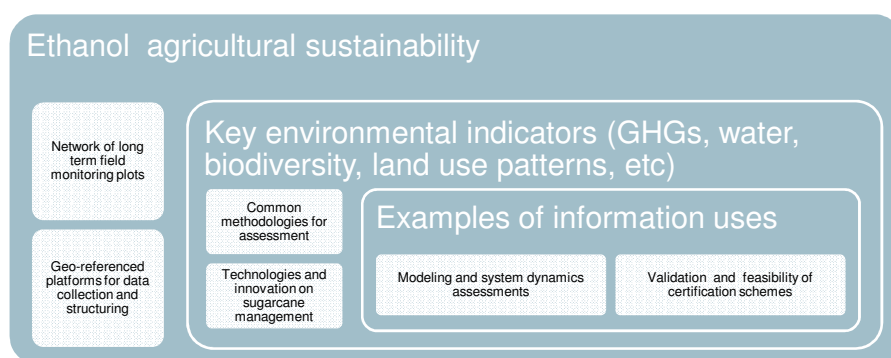 Ethanol agricultural sustainability
Network of long
term field
monitoring plots
Geo-referenced
platforms for data
collection and
structuring
Key environmental indicators (GHGs, water,
biodiversity, land use patterns, etc)
Common
methodologies for
assessment
Technologies and
innovation on
sugarcane
management
Examples of information uses
Modeling and system dynamics
assessments
Validation and feasibility of
certification schemes